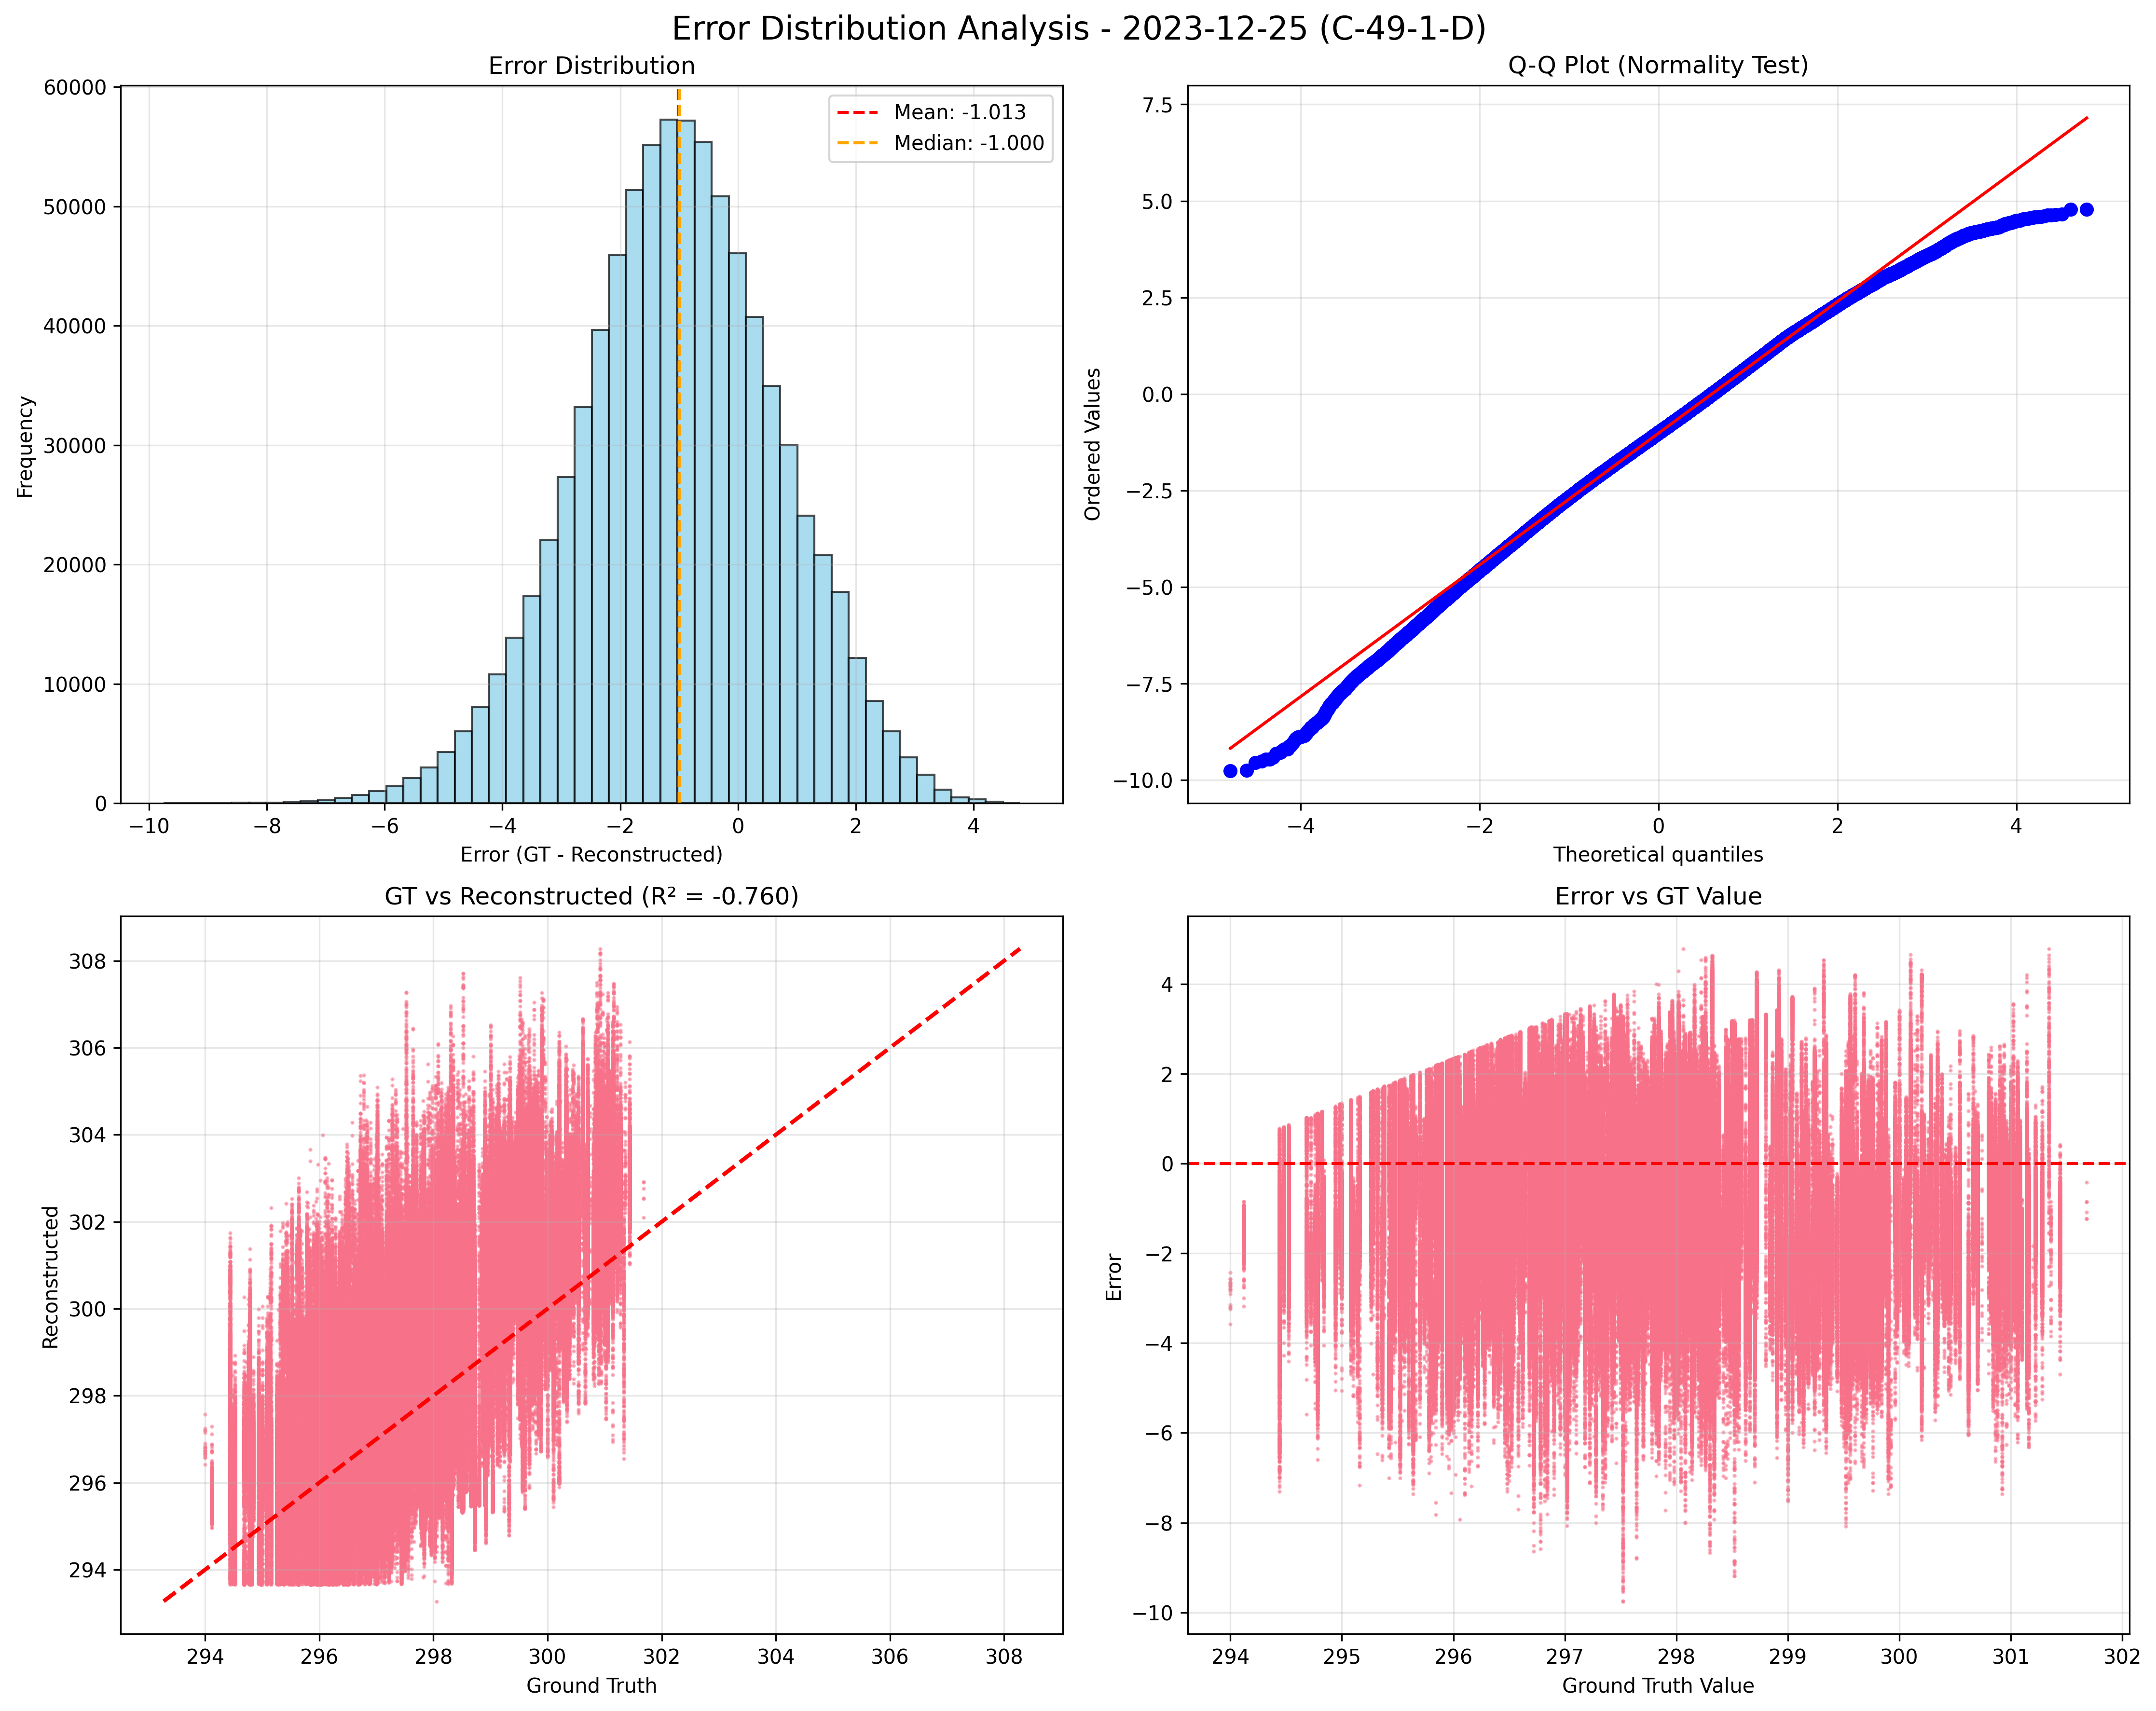 Error Distribution Analysis - 2023-12-25 (C-49-1-D)
Error Distribution
Mean: -1.013
Median: -1.000
Frequency
60000
50000
40000
30000
20000
10000
0
−10 −8 −6 −4 −2 0 2 4
Error (GT - Reconstructed)
Q-Q Plot (Normality Test)
Ordered Values
7.5
5.0
2.5
0.0
−2.5
−5.0
−7.5
−10.0
−4 −2 0 2 4
Theoretical quantiles
GT vs Reconstructed (R² = -0.760)
Reconstructed
308
306
304
302
300
298
296
294
294 296 298 300 302 304 306 308
Ground Truth
Error vs GT Value
Error
4
2
0
−2
−4
−6
−8
−10
294 295 296 297 298 299 300 301 302
Ground Truth Value